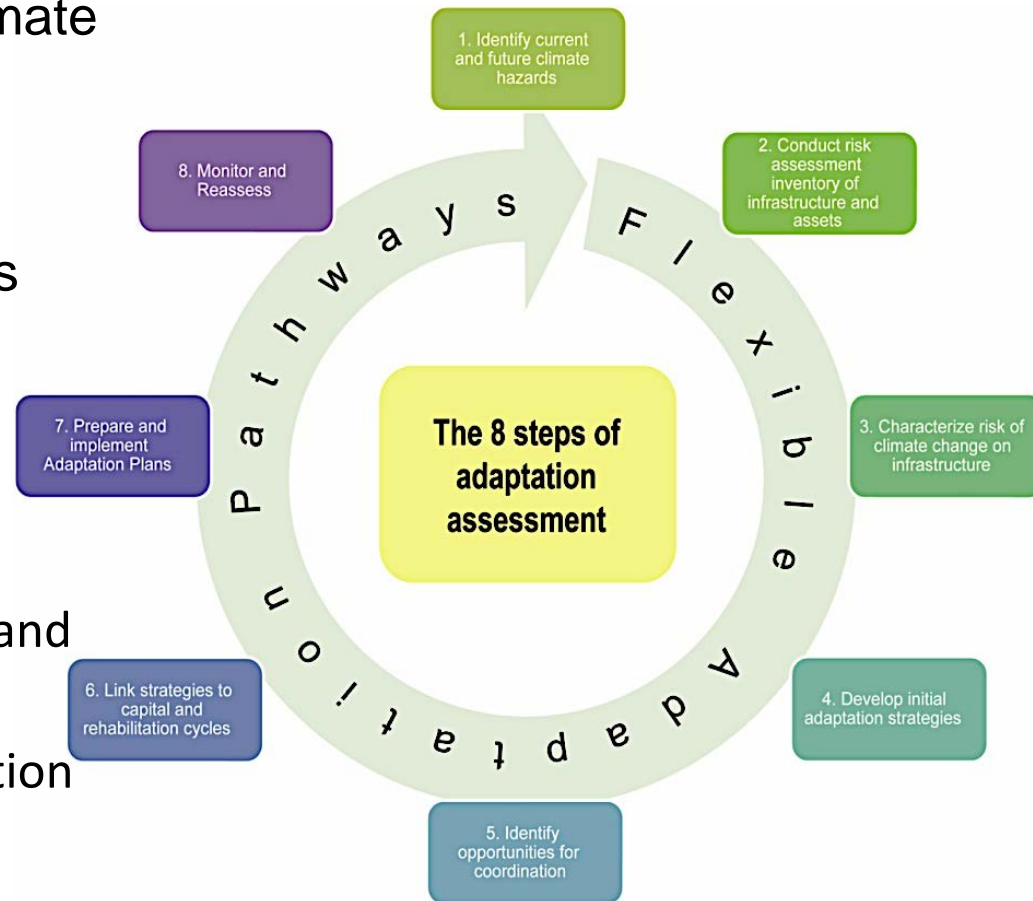 mate
s
and
tion
1. Identify current
and future climate
hazards
2. Conduct risk
assessment
inventory of
infrastructure and
assets
3. Characterize risk of
climate change on
infrastructure
4. Develop initial
adaptation strategies
5. Identify
opportunities for
coordination
6. Link strategies to
capital and
rehabilitation cycles
7. Prepare and
implement
Adaptation Plans
8. Monitor and
Reassess
Flexible Adaptation Pathways
The 8 steps of
adaptation
assessment